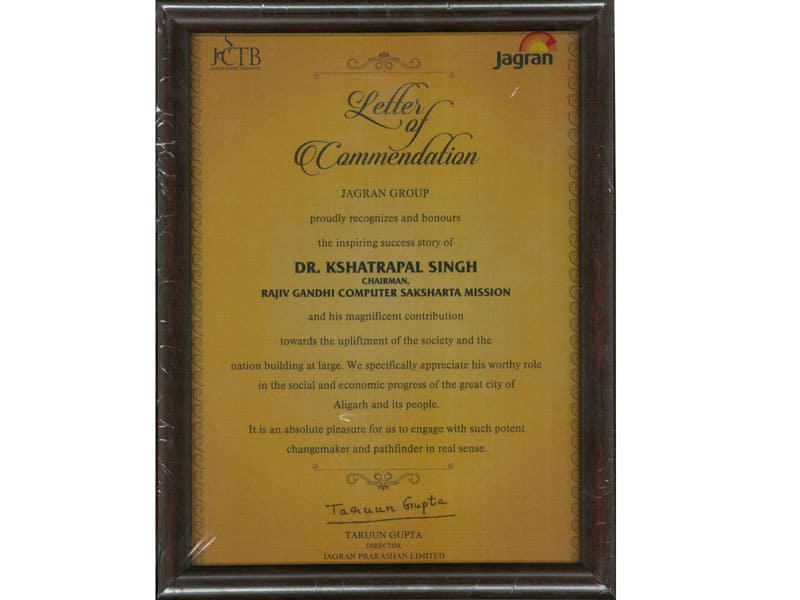 JCTB
Jagran
Letter
of
Commendation
JAGRAN GROUP
proudly recognizes and honours
the inspiring success story of
DR. KSHATRAPAL SINGH
CHAIRMAN,
RAJIV GANDHI COMPUTER SAKSHARTA MISSION
and his magnificent contribution
towards the upliftment of the society and the
nation building at large. We specifically appreciate his worthy role
in the social and economic progress of the great city of
Aligarh and its people.
It is an absolute pleasure for us to engage with such potent
changemaker and pathfinder in real sense.
Taruun Gupta
TARUUN GUPTA
DIRECTOR
JAGRAN PRAKASHAN LIMITED